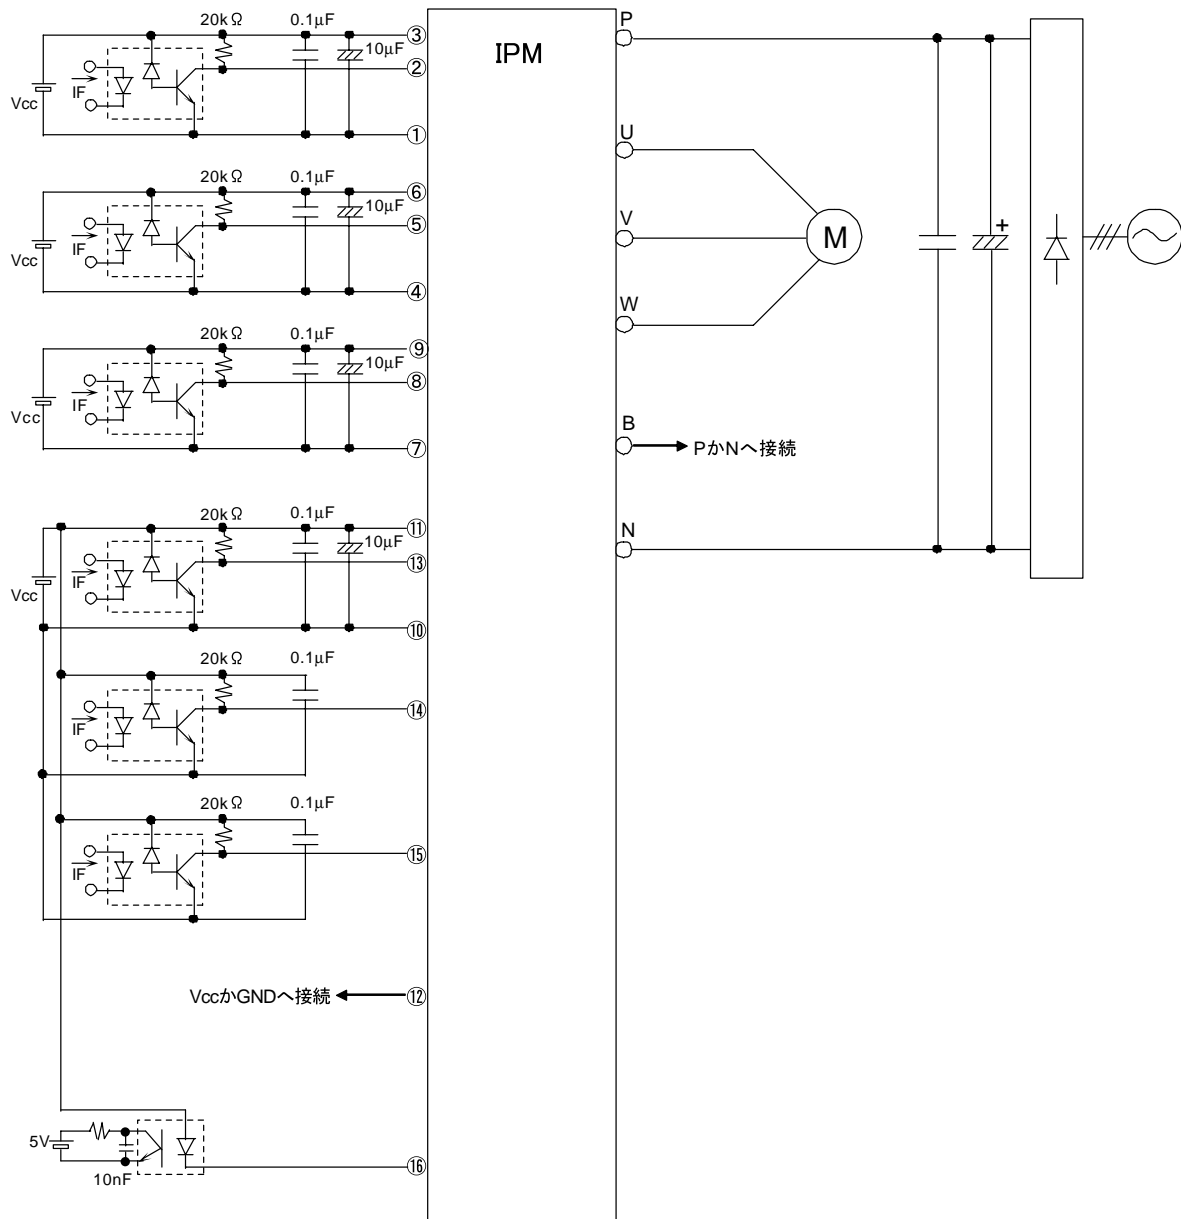 20kΩ 0.1μF
③
10μF
②
Vcc
IF
①
20kΩ 0.1μF
⑥
10μF
⑤
Vcc
IF
④
20kΩ 0.1μF
⑨
10μF
⑧
Vcc
IF
⑦
20kΩ 0.1μF
⑪
10μF
⑬
Vcc
IF
⑩
20kΩ 0.1μF
IF
⑭
20kΩ 0.1μF
IF
⑮
VccかGNDへ接続
⑫
5V
10nF
⑯
IPM
P
U
V
M
W
B
PかNへ接続
N
+